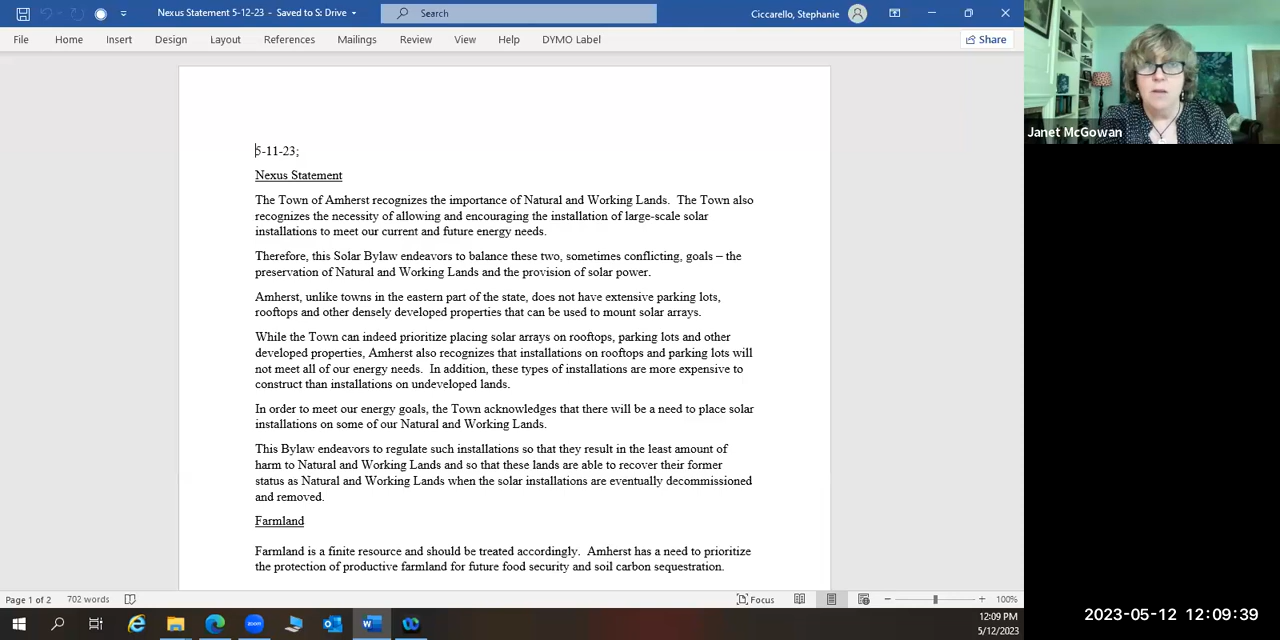 Nexus Statement 5-12-23 - Saved to S: Drive
Search
Ciccarello, Stephanie
File Home Insert Design Layout References Mailings Review View Help DYMO Label
Share
Janet McGowan
5-11-23;
Nexus Statement
The Town of Amherst recognizes the importance of Natural and Working Lands. The Town also
recognizes the necessity of allowing and encouraging the installation of large-scale solar
installations to meet our current and future energy needs.
Therefore, this Solar Bylaw endeavors to balance these two, sometimes conflicting, goals – the
preservation of Natural and Working Lands and the provision of solar power.
Amherst, unlike towns in the eastern part of the state, does not have extensive parking lots,
rooftops and other densely developed properties that can be used to mount solar arrays.
While the Town can indeed prioritize placing solar arrays on rooftops, parking lots and other
developed properties, Amherst also recognizes that installations on rooftops and parking lots will
not meet all of our energy needs. In addition, these types of installations are more expensive to
construct than installations on undeveloped lands.
In order to meet our energy goals, the Town acknowledges that there will be a need to place solar
installations on some of our Natural and Working Lands.
This Bylaw endeavors to regulate such installations so that they result in the least amount of
harm to Natural and Working Lands and so that these lands are able to recover their former
status as Natural and Working Lands when the solar installations are eventually decommissioned
and removed.
Farmland
Farmland is a finite resource and should be treated accordingly. Amherst has a need to prioritize
the protection of productive farmland for future food security and soil carbon sequestration.
Page 1 of 2 702 words
Focus
100%
zoom
12:09 PM
5/12/2023
2023-05-12 12:09:39